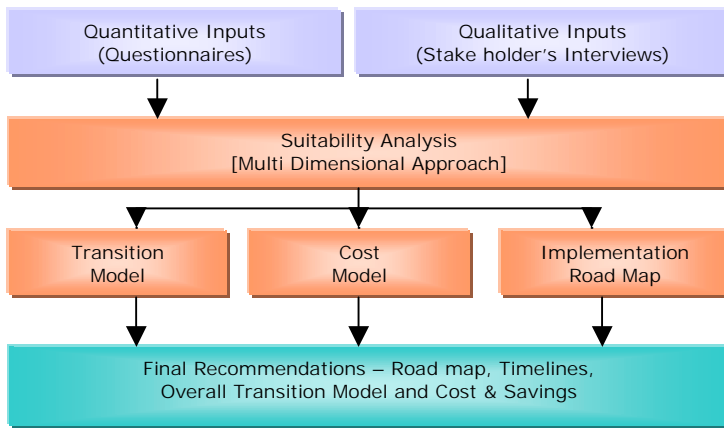 Quantitative Inputs
(Questionnaires)
Qualitative Inputs
(Stake holder's Interviews)
Suitability Analysis
[Multi Dimensional Approach]
Transition
Model
Cost
Model
Implementation
Road Map
Final Recommendations – Road map, Timelines,
Overall Transition Model and Cost & Savings